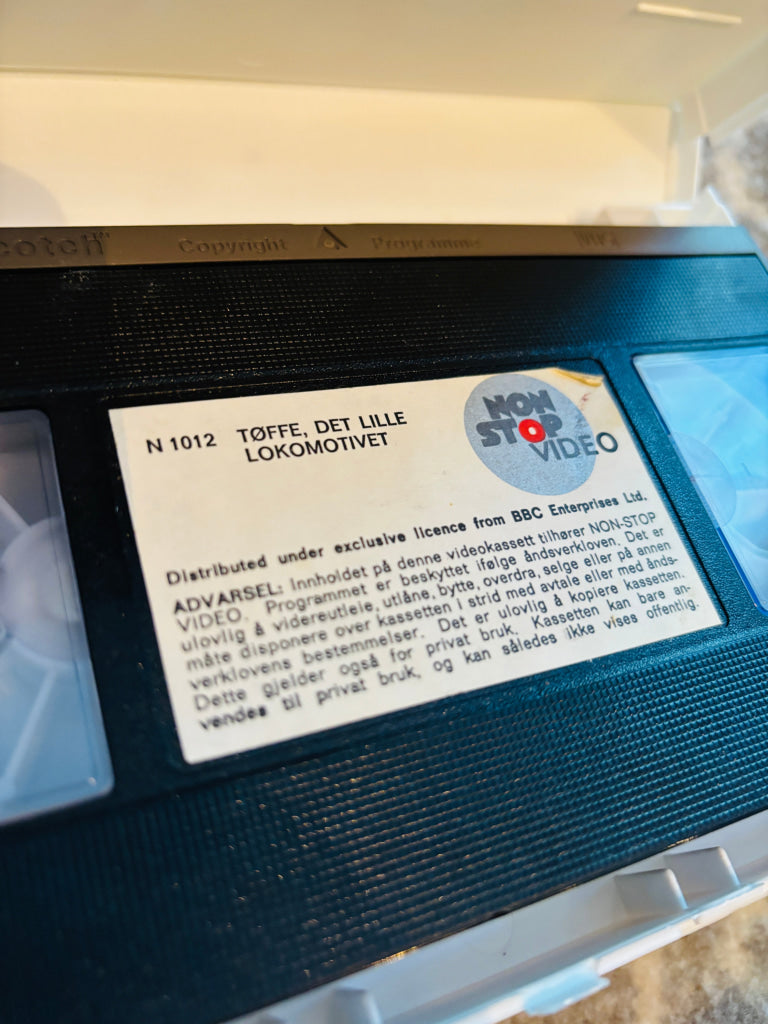 Copyright Programme
N 1012 TØFFE, DET LILLE
LOKOMOTIVET
NON
STOP
VIDEO
Distributed under exclusive licence from BBC Enterprises Ltd.
ADVARSEL: Innholdet på denne videokassett tilhører NON-STOP
VIDEO. Programmet er beskyttet ifølge åndsverkloven. Det er
ulovlig å videreutleie, utlåne, bytte, overdra, selge eller på annen
måte disponere over kassetten i strid med avtale eller med ånds-
verklovens bestemmelser. Det er ulovlig å kopiere kassetten.
Dette gjelder også for privat bruk. Kassetten kan bare an-
vendes til privat bruk, og kan således ikke vises offentlig.